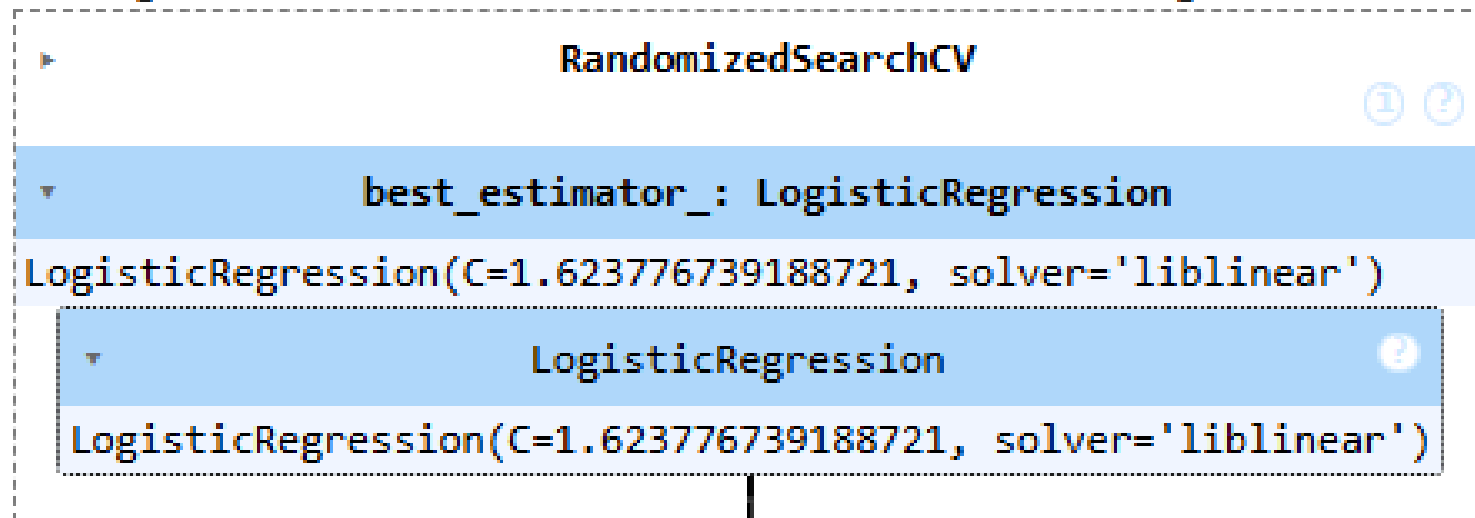 RandomizedSearchCV
best_estimator_: LogisticRegression
LogisticRegression(C=1.623776739188721, solver='liblinear')
LogisticRegression
LogisticRegression(C=1.623776739188721, solver='liblinear')